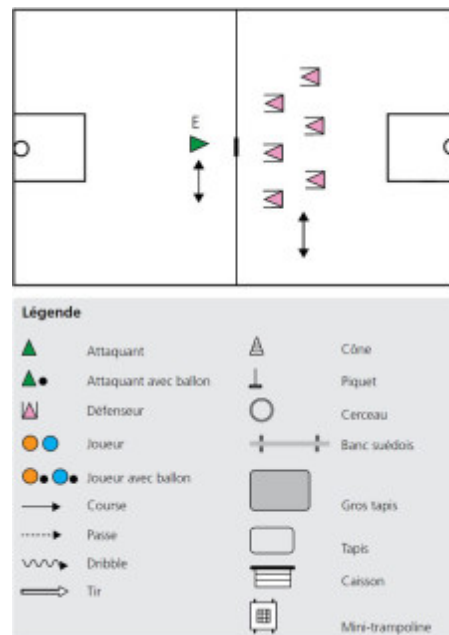 E
Légende
Attaquant
Attaquant avec ballon
Défenseur
Joueur
Joueur avec ballon
Course
Passe
Dribble
Tir
Cône
Piquet
Cerceau
Banc suédois
Gros tapis
Tapis
Caisson
Mini-trampoline